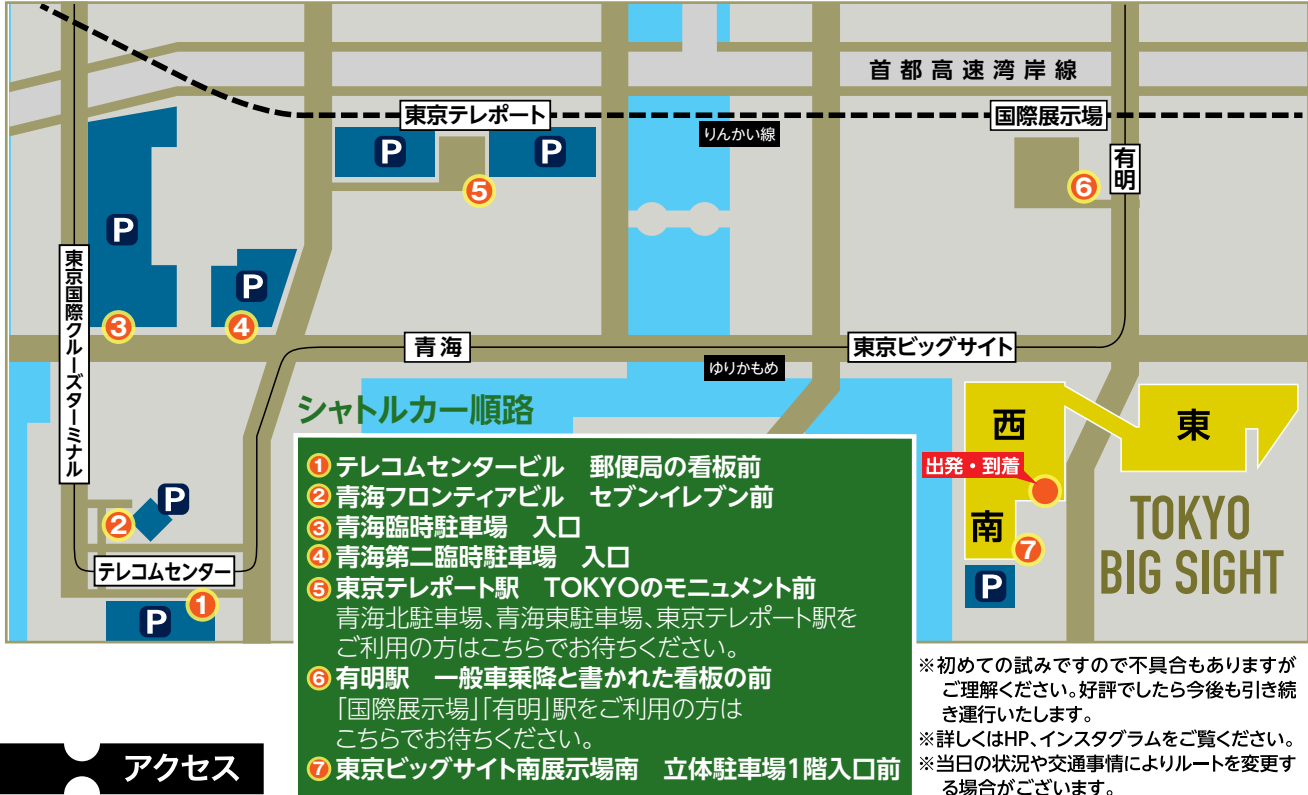 首都高速湾岸線
東京テレポート
国際展示場
りんかい線
有明
P
P
5
6
P
P
東京国際クルーズターミナル
3
4
青海
東京ビッグサイト
ゆりかもめ
西
東
出発・到着
南
7
P
TOKYO
BIG SIGHT
P
2
テレコムセンター
1
P
シャトルカー順路
1 テレコムセンタービル　郵便局の看板前
2 青海フロンティアビル　セブンイレブン前
3 青海臨時駐車場　入口
4 青海第二臨時駐車場　入口
5 東京テレポート駅　TOKYOのモニュメント前
青海北駐車場、青海東駐車場、東京テレポート駅を
ご利用の方はこちらでお待ちください。
6 有明駅　一般車乗降と書かれた看板の前
「国際展示場」「有明」駅をご利用の方は
こちらでお待ちください。
7 東京ビッグサイト南展示場南　立体駐車場1階入口前
※初めての試みですので不具合もありますが
ご理解ください。好評でしたら今後も引き続
き運行いたします。
※詳しくはHP、インスタグラムをご覧ください。
※当日の状況や交通事情によりルートを変更す
る場合がございます。
アクセス